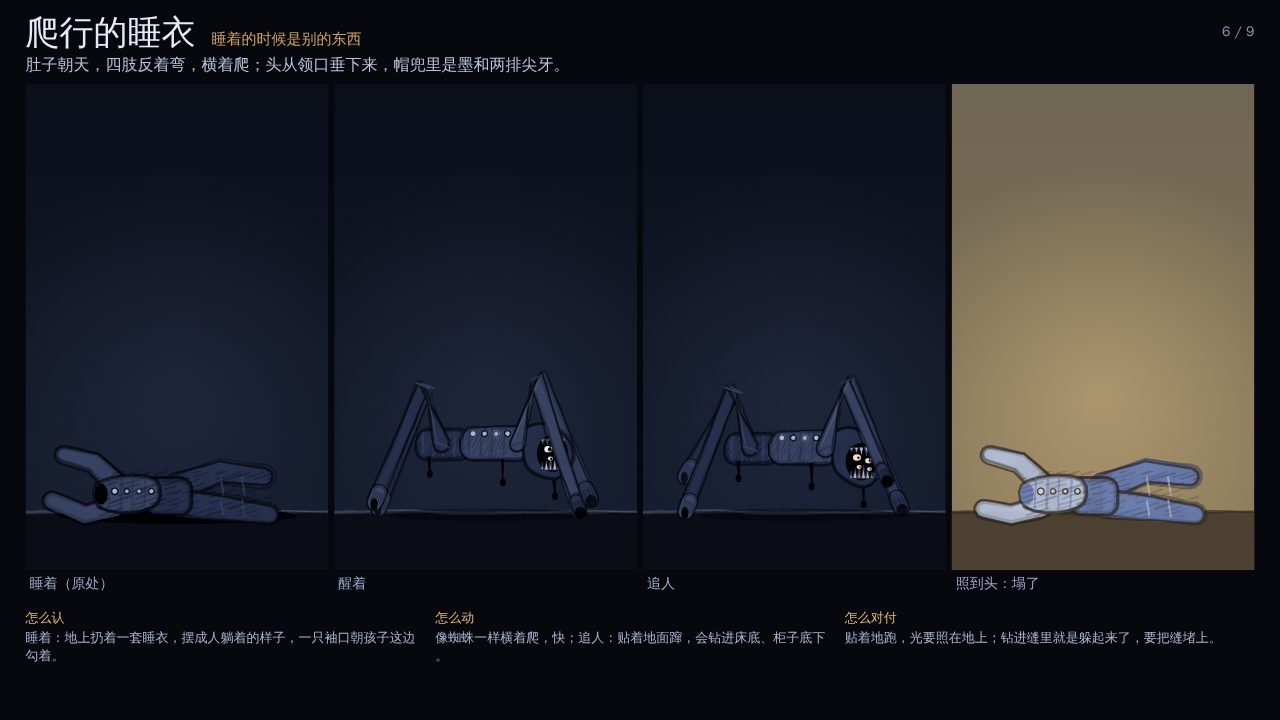 爬行的睡衣 睡着的时候是别的东西
6 / 9
肚子朝天，四肢反着弯，横着爬；头从领口垂下来，帽兜里是墨和两排尖牙。
睡着（原处）
醒着
追人
照到头：塌了
怎么认
睡着：地上扔着一套睡衣，摆成人躺着的样子，一只袖口朝孩子这边
勾着。
怎么动
像蜘蛛一样横着爬，快；追人：贴着地面蹿，会钻进床底、柜子底下
。
怎么对付
贴着地跑，光要照在地上；钻进缝里就是躲起来了，要把缝堵上。